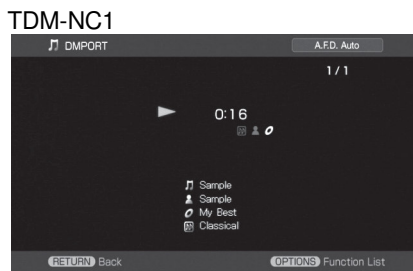 TDM-NC1
DMPORT A.F.D. Auto
1/1
0:16
Sample
Sample
My Best
Classical
RETURN Back OPTIONS Function List